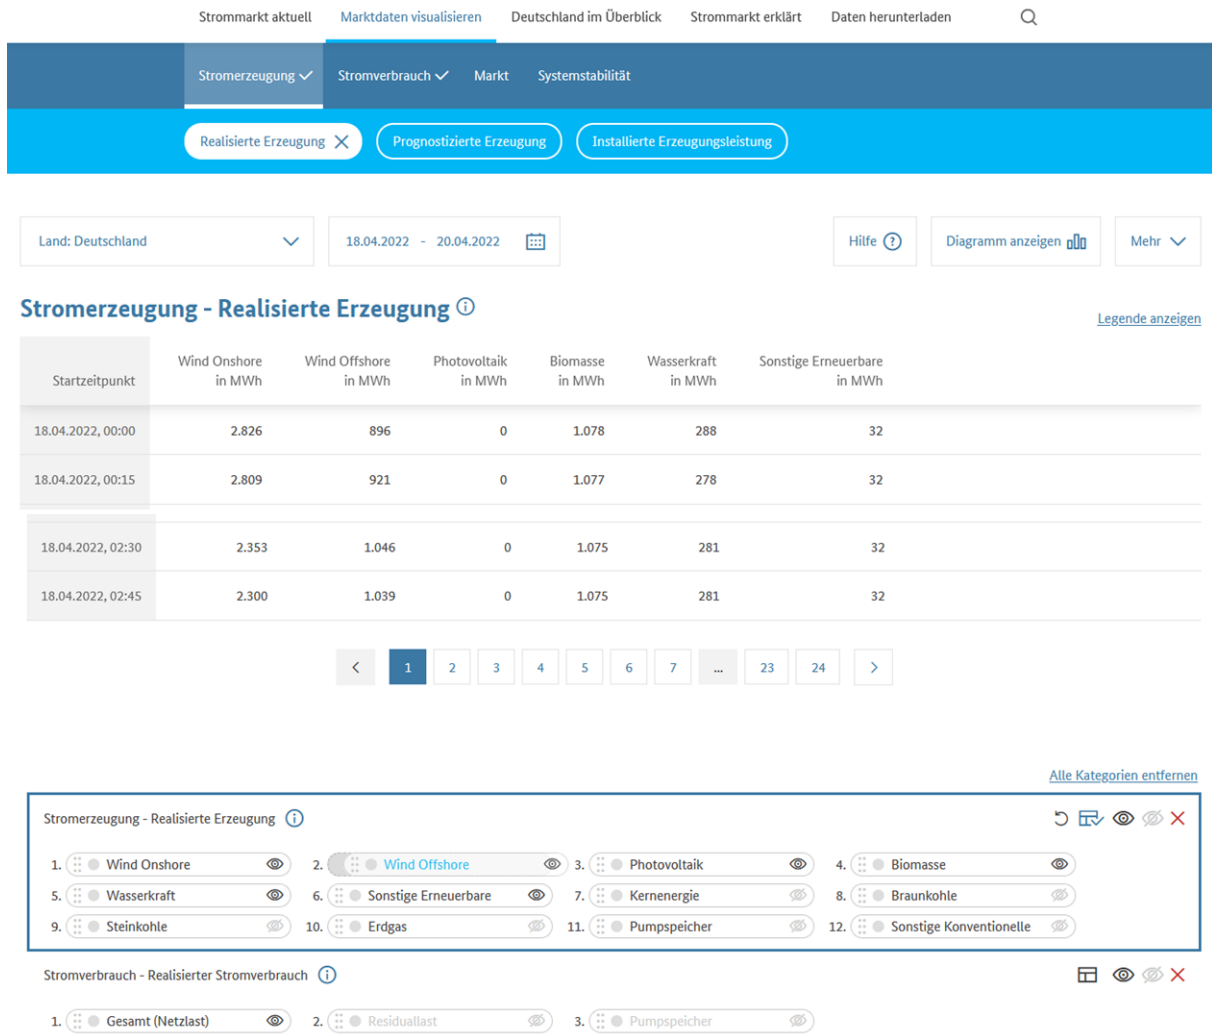 Strommarkt aktuell Marktdaten visualisieren Deutschland im Überblick Strommarkt erklärt Daten herunterladen
Stromerzeugung Stromverbrauch Markt Systemstabilität
Realisierte Erzeugung Prognostizierte Erzeugung Installierte Erzeugungsleistung
Land: Deutschland 18.04.2022 - 20.04.2022 Hilfe ? Diagramm anzeigen Mehr
Stromerzeugung - Realisierte Erzeugung i
Legende anzeigen
Startzeitpunkt Wind Onshore in MWh Wind Offshore in MWh Photovoltaik in MWh Biomasse in MWh Wasserkraft in MWh Sonstige Erneuerbare in MWh
18.04.2022, 00:00 2.826 896 0 1.078 288 32
18.04.2022, 00:15 2.809 921 0 1.077 278 32
18.04.2022, 02:30 2.353 1.046 0 1.075 281 32
18.04.2022, 02:45 2.300 1.039 0 1.075 281 32
< 1 2 3 4 5 6 7 ... 23 24 >
Alle Kategorien entfernen
Stromerzeugung - Realisierte Erzeugung i
1. Wind Onshore 2. Wind Offshore 3. Photovoltaik 4. Biomasse
5. Wasserkraft 6. Sonstige Erneuerbare 7. Kernenergie 8. Braunkohle
9. Steinkohle 10. Erdgas 11. Pumpspeicher 12. Sonstige Konventionelle
Stromverbrauch - Realisierter Stromverbrauch i
1. Gesamt (Netzlast) 2. Residuallast 3. Pumpspeicher